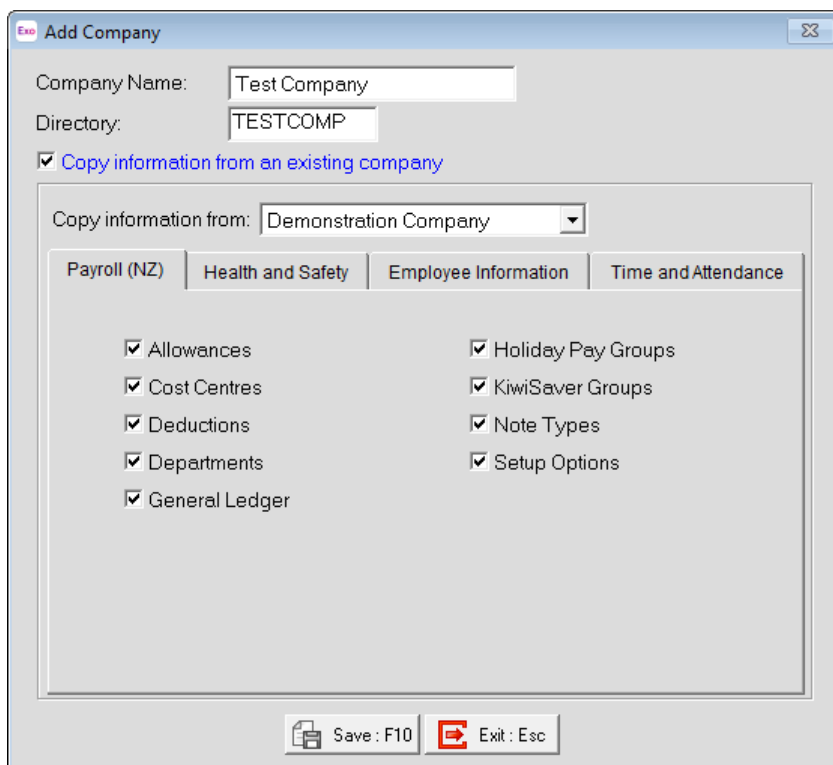 Exo Add Company
Company Name: Test Company
Directory: TESTCOMP
Copy information from an existing company
Copy information from: Demonstration Company
Payroll (NZ) Health and Safety Employee Information Time and Attendance
Allowances Holiday Pay Groups
Cost Centres KiwiSaver Groups
Deductions Note Types
Departments Setup Options
General Ledger
Save : F10 Exit : Esc